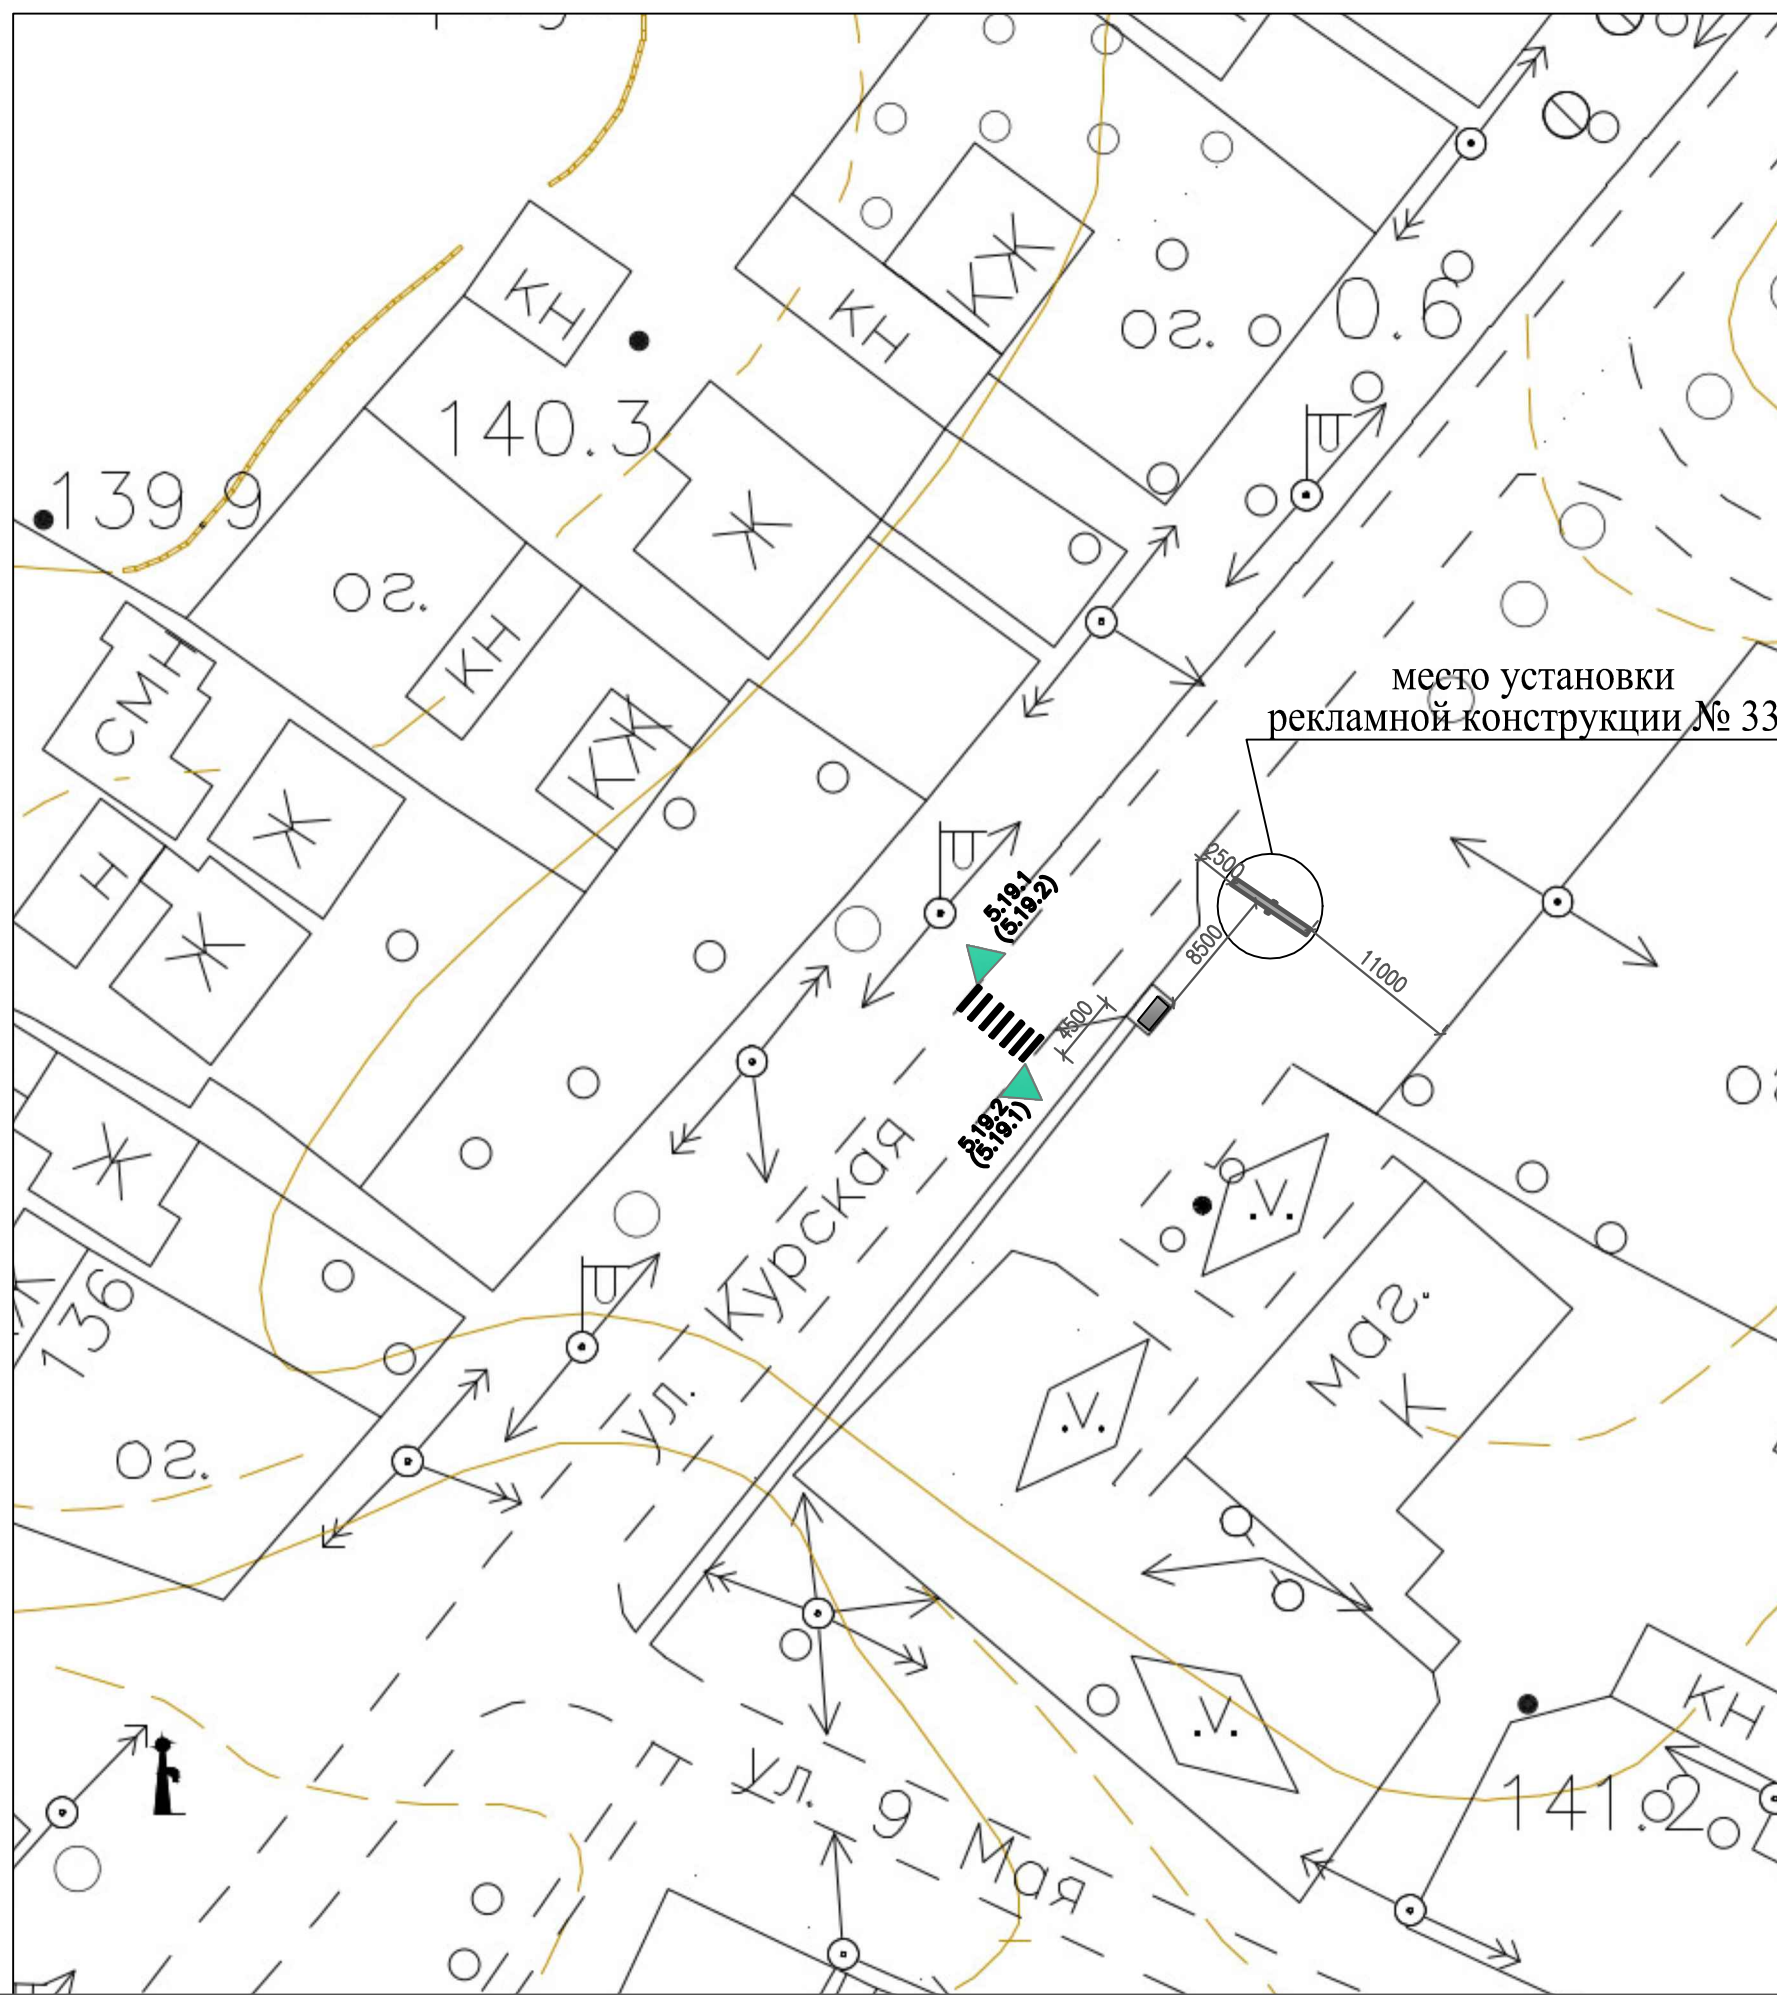 КН
КЖ
КН
ог.
0.6
140.3
139 9
П
Ж
ог.
КН
место установки
рекламной конструкции № 33
СМН
КЖ
Ж
Н
Ж
П
5.19.1
(5.19.2)
2500
8500
11000
4500
5.19.2
(5.19.1)
ог
Ж
ул. Курская
V
136
Ж
П
маг.
К
V
ог.
КН
V
П
ул. 9 Мая
141.2